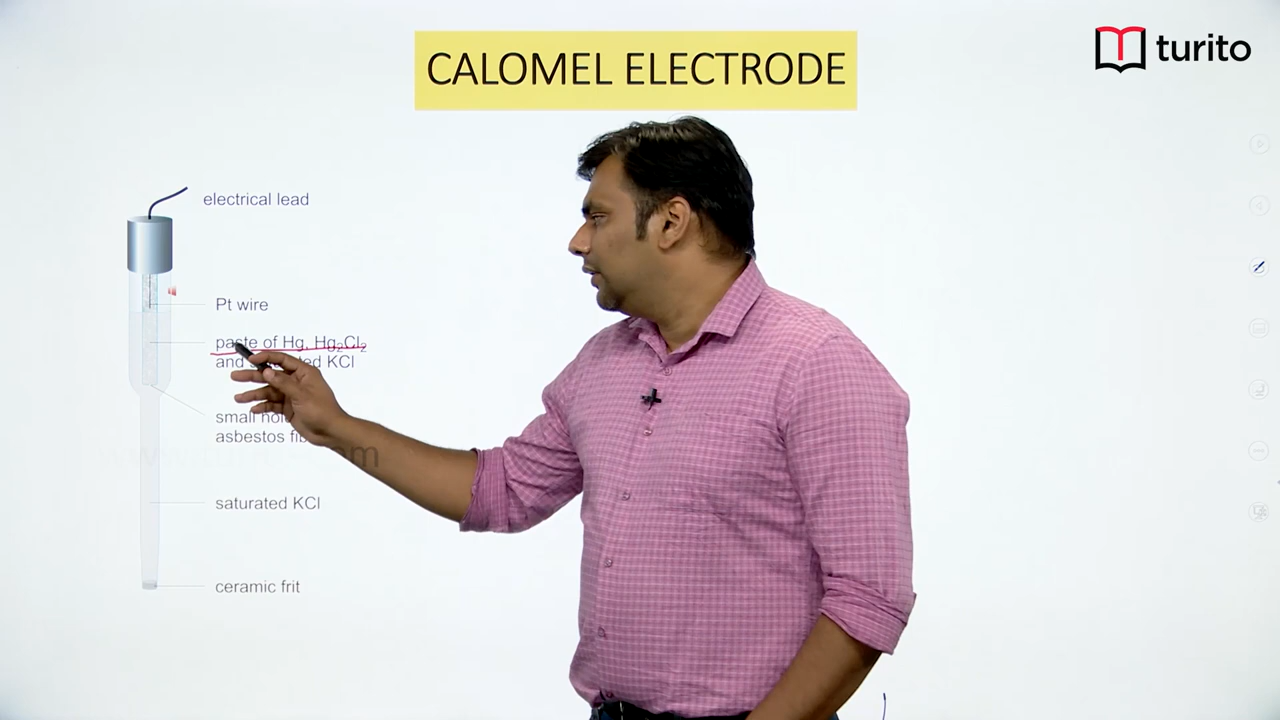 CALOMEL ELECTRODE
turito
electrical lead
Pt wire
paste of Hg, Hg₂Cl₂
and KCl
small
asbestos
saturated KCl
ceramic frit